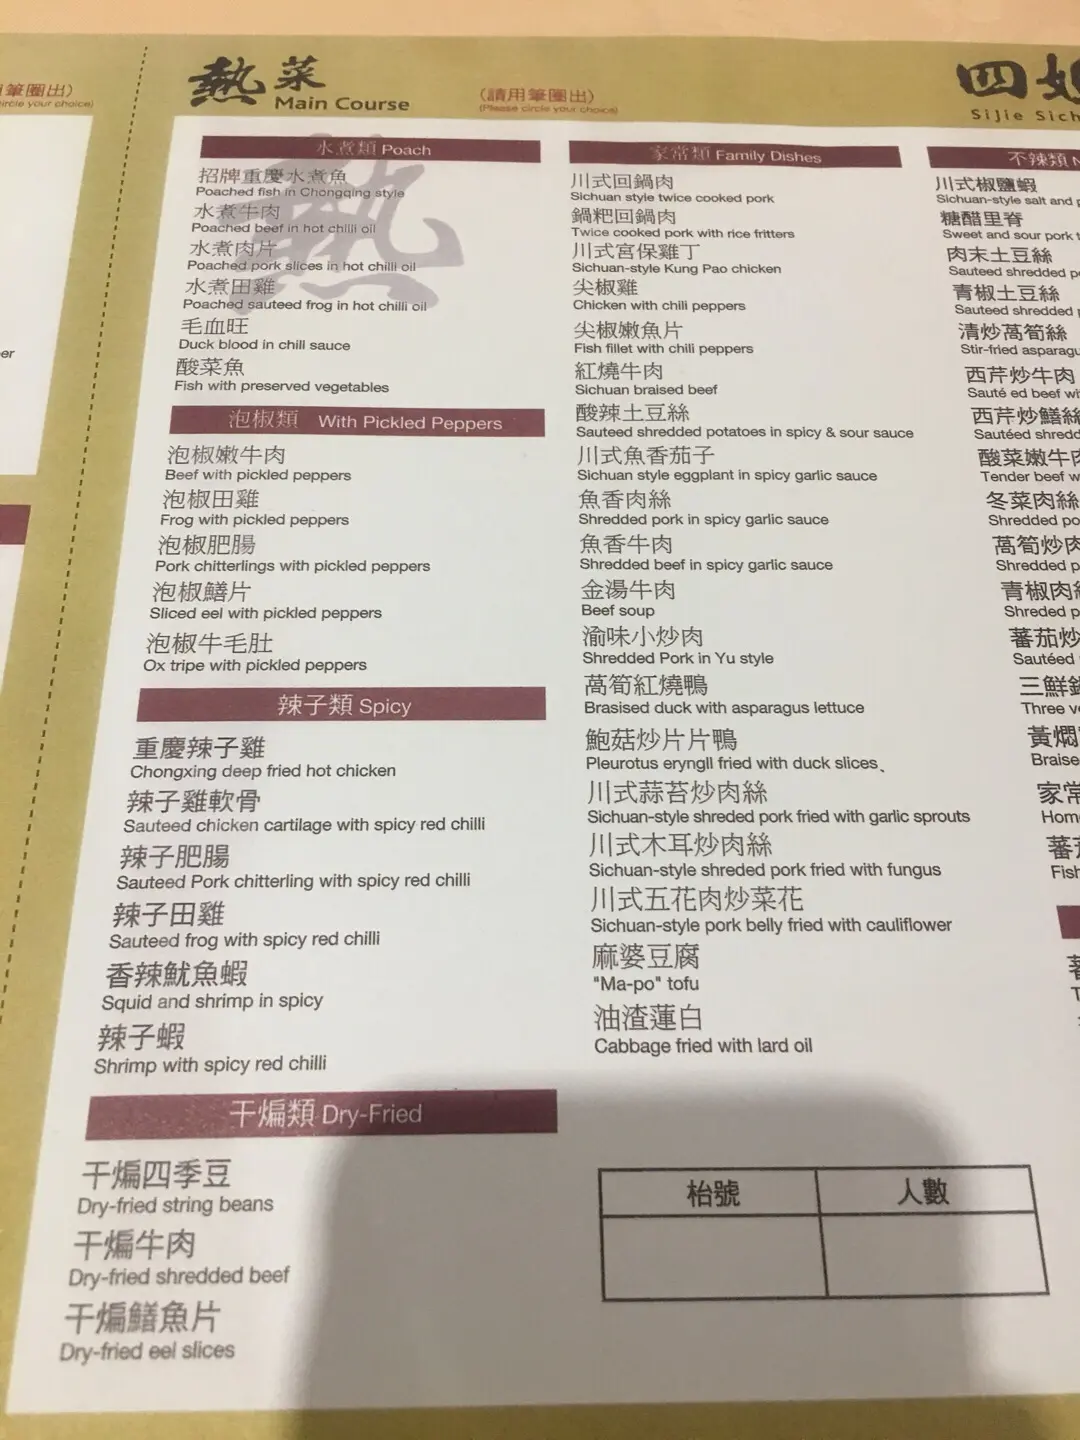 筆圈出)
ircle your choice)
er
熱菜
Main Course
(請用筆圈出)
(Please circle your choice)
四姐
SiJie Sich
水煮類 Poach
招牌重慶水煮魚
Poached fish in Chongqing style
水煮牛肉
Poached beef in hot chilli oil
水煮肉片
Poached pork slices in hot chilli oil
水煮田雞
Poached sauteed frog in hot chilli oil
毛血旺
Duck blood in chili sauce
酸菜魚
Fish with preserved vegetables
泡椒類 With Pickled Peppers
泡椒嫩牛肉
Beef with pickled peppers
泡椒田雞
Frog with pickled peppers
泡椒肥腸
Pork chitterlings with pickled peppers
泡椒鱔片
Sliced eel with pickled peppers
泡椒牛毛肚
Ox tripe with pickled peppers
辣子類 Spicy
重慶辣子雞
Chongxing deep fried hot chicken
辣子雞軟骨
Sauteed chicken cartilage with spicy red chilli
辣子肥腸
Sauteed Pork chitterling with spicy red chilli
辣子田雞
Sauteed frog with spicy red chilli
香辣魷魚蝦
Squid and shrimp in spicy
辣子蝦
Shrimp with spicy red chilli
干煸類 Dry-Fried
干煸四季豆
Dry-fried string beans
干煸牛肉
Dry-fried shredded beef
干煸鱔魚片
Dry-fried eel slices
家常類 Family Dishes
川式回鍋肉
Sichuan style twice cooked pork
鍋粑回鍋肉
Twice cooked pork with rice fritters
川式宮保雞丁
Sichuan-style Kung Pao chicken
尖椒雞
Chicken with chili peppers
尖椒嫩魚片
Fish fillet with chili peppers
紅燒牛肉
Sichuan braised beef
酸辣土豆絲
Sauteed shredded potatoes in spicy & sour sauce
川式魚香茄子
Sichuan style eggplant in spicy garlic sauce
魚香肉絲
Shredded pork in spicy garlic sauce
魚香牛肉
Shredded beef in spicy garlic sauce
金湯牛肉
Beef soup
渝味小炒肉
Shredded Pork in Yu style
萵筍紅燒鴨
Brasised duck with asparagus lettuce
鮑菇炒片片鴨
Pleurotus eryngll fried with duck slices、
川式蒜苔炒肉絲
Sichuan-style shreded pork fried with garlic sprouts
川式木耳炒肉絲
Sichuan-style shreded pork fried with fungus
川式五花肉炒菜花
Sichuan-style pork belly fried with cauliflower
麻婆豆腐
"Ma-po" tofu
油渣蓮白
Cabbage fried with lard oil
枱號 人數
不辣類 N
川式椒鹽蝦
Sichuan-style salt and p
糖醋里脊
Sweet and sour pork t
肉末土豆絲
Sauteed shredded po
青椒土豆絲
Sauteed shredded p
清炒萵筍絲
Stir-fried asparagu
西芹炒牛肉
Sauté ed beef wi
西芹炒鱔絲
Sautéed shredd
酸菜嫩牛肉
Tender beef w
冬菜肉絲
Shredded po
萵筍炒肉
Shredded p
青椒肉絲
Shreded p
蕃茄炒
Sautéed
三鮮鍋
Three ve
黃燜
Braise
家常
Home
蕃茄
Fish
蕃
T